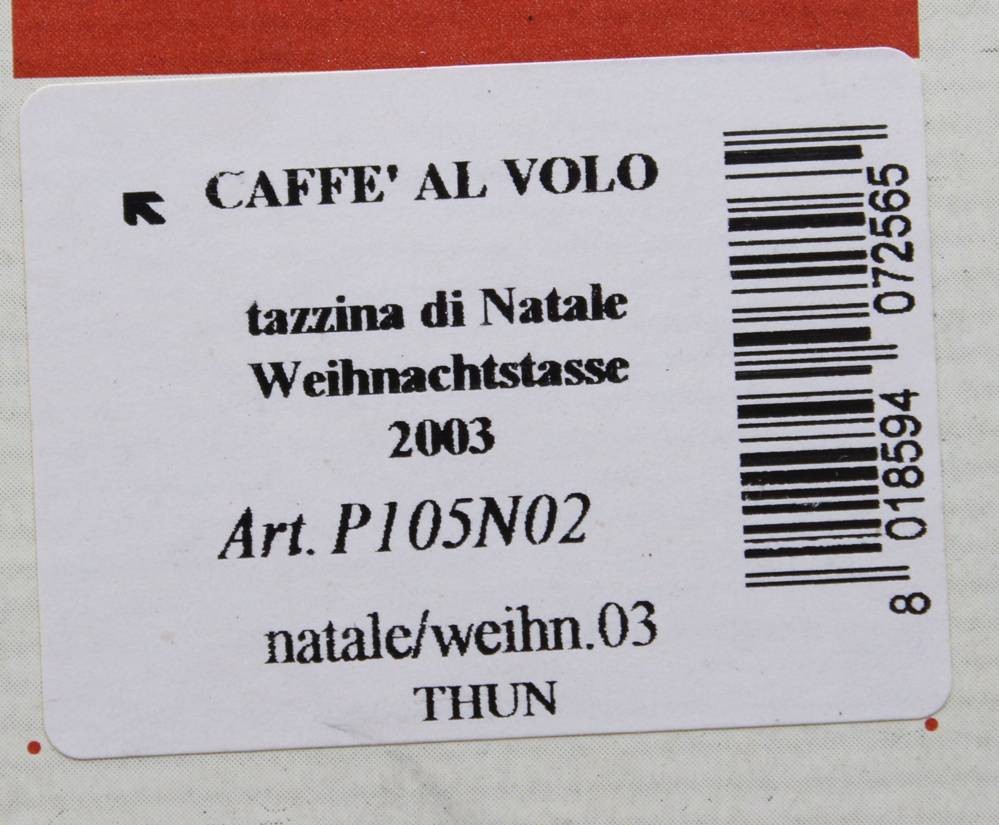 CAFFE' AL VOLO
tazzina di Natale
Weihnachtstasse
2003
Art. P105N02
natale/weihn.03
THUN
8 018594 072565